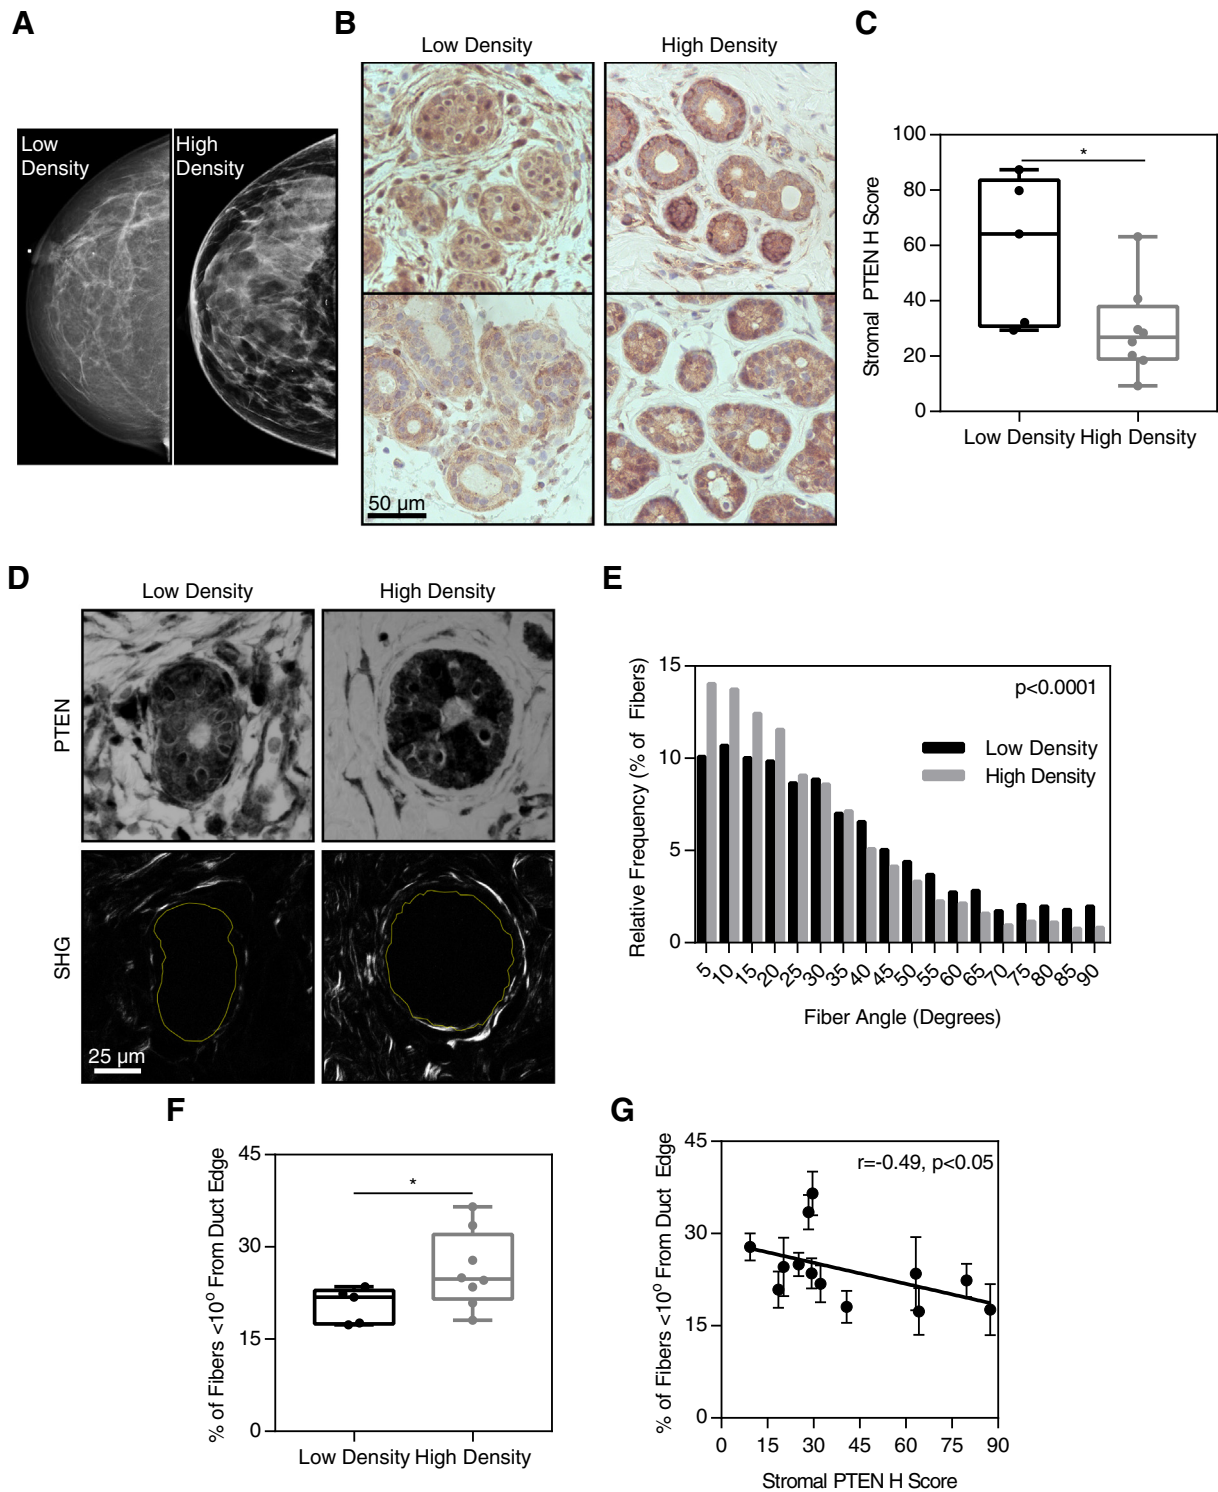 A
Low
Density
High
Density
B
Low Density
High Density
50 µm
C
Stromal PTEN H Score
100
80
60
40
20
0
*
Low Density High Density
D
Low Density
High Density
PTEN
SHG
25 µm
E
Relative Frequency (% of Fibers)
15
10
5
0
p<0.0001
Low Density
High Density
5 10 15 20 25 30 35 40 45 50 55 60 65 70 75 80 85 90
Fiber Angle (Degrees)
F
% of Fibers <10° From Duct Edge
45
30
15
0
*
Low Density High Density
G
% of Fibers <10° From Duct Edge
45
30
15
0
r=-0.49, p<0.05
0 15 30 45 60 75 90
Stromal PTEN H Score